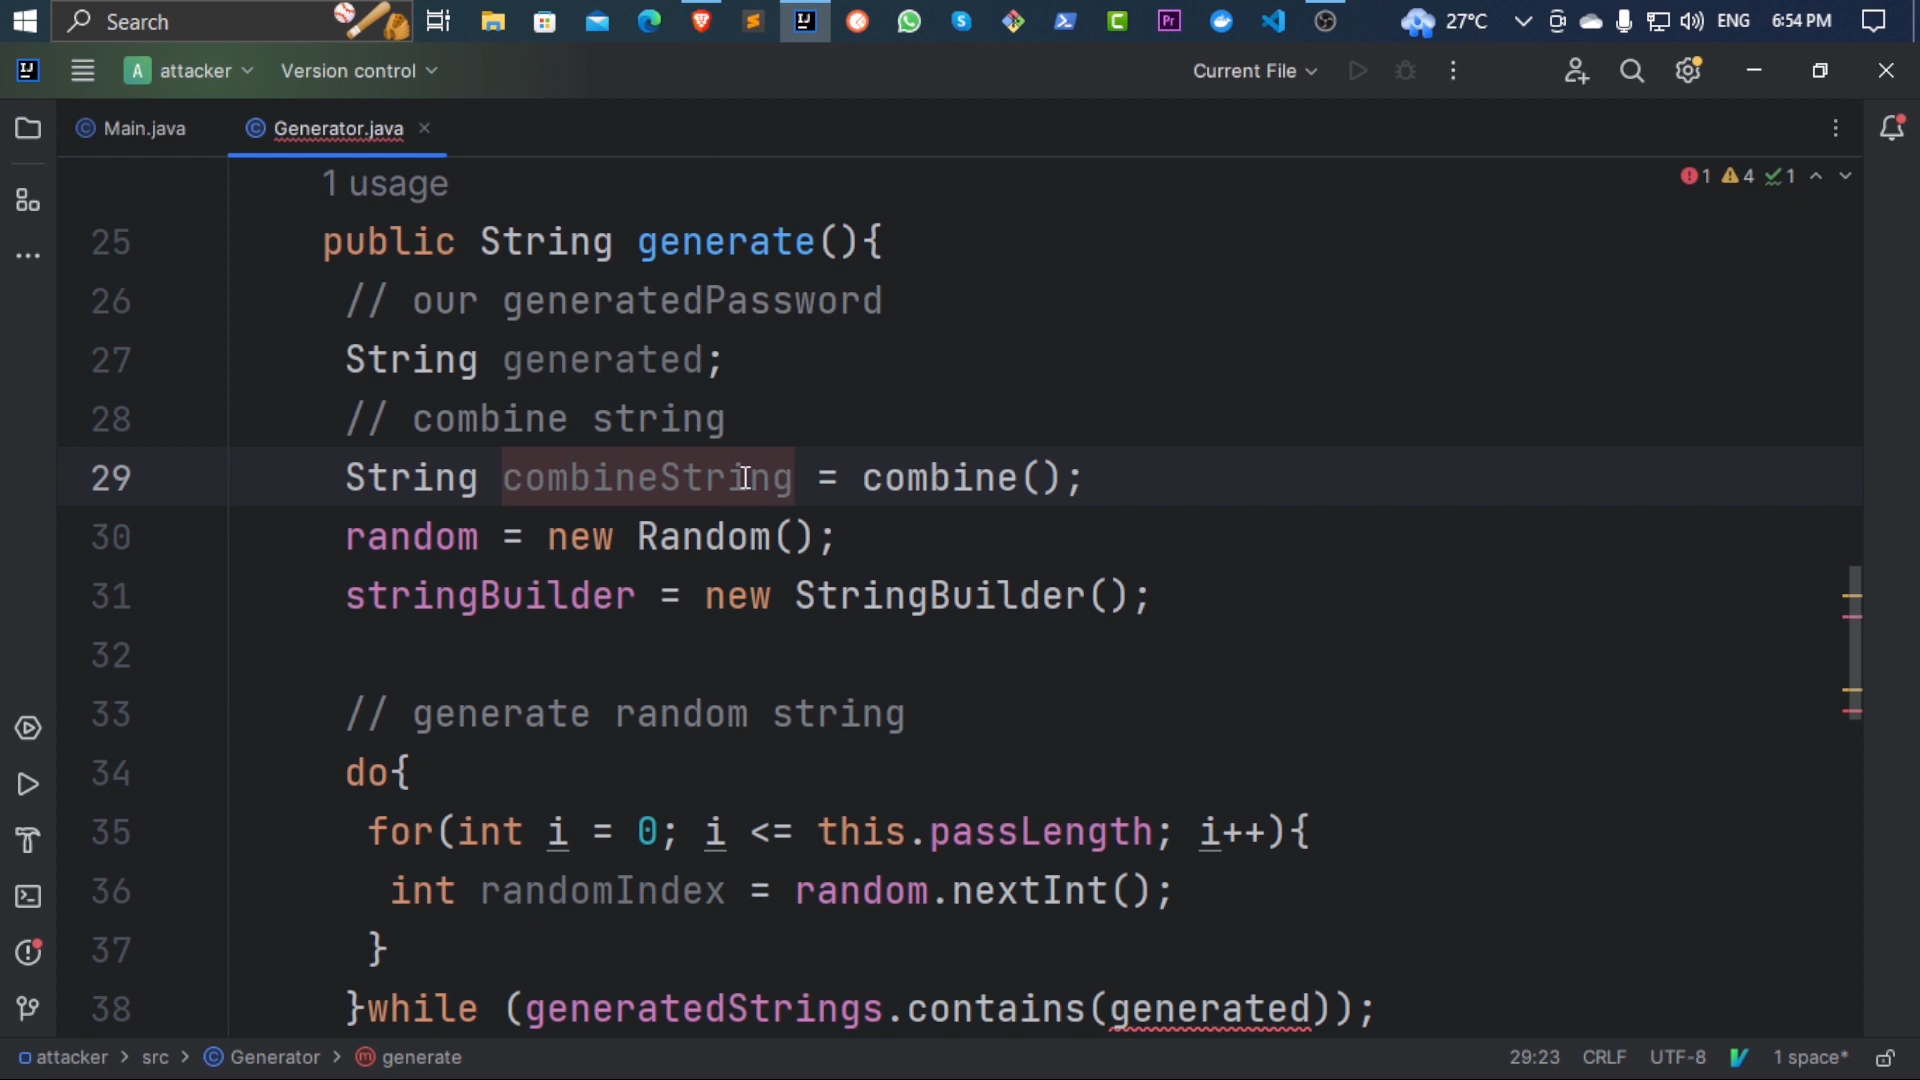 Search
27°C
ENG
6:54 PM
A attacker
Version control
Current File
Main.java
Generator.java
1 4 1
1 usage
25 public String generate(){
26 // our generatedPassword
27 String generated;
28 // combine string
29 String combineString = combine();
30 random = new Random();
31 stringBuilder = new StringBuilder();
32
33 // generate random string
34 do{
35 for(int i = 0; i <= this.passLength; i++){
36 int randomIndex = random.nextInt();
37 }
38 }while (generatedStrings.contains(generated));
attacker > src > Generator > generate
29:23 CRLF UTF-8 1 space*